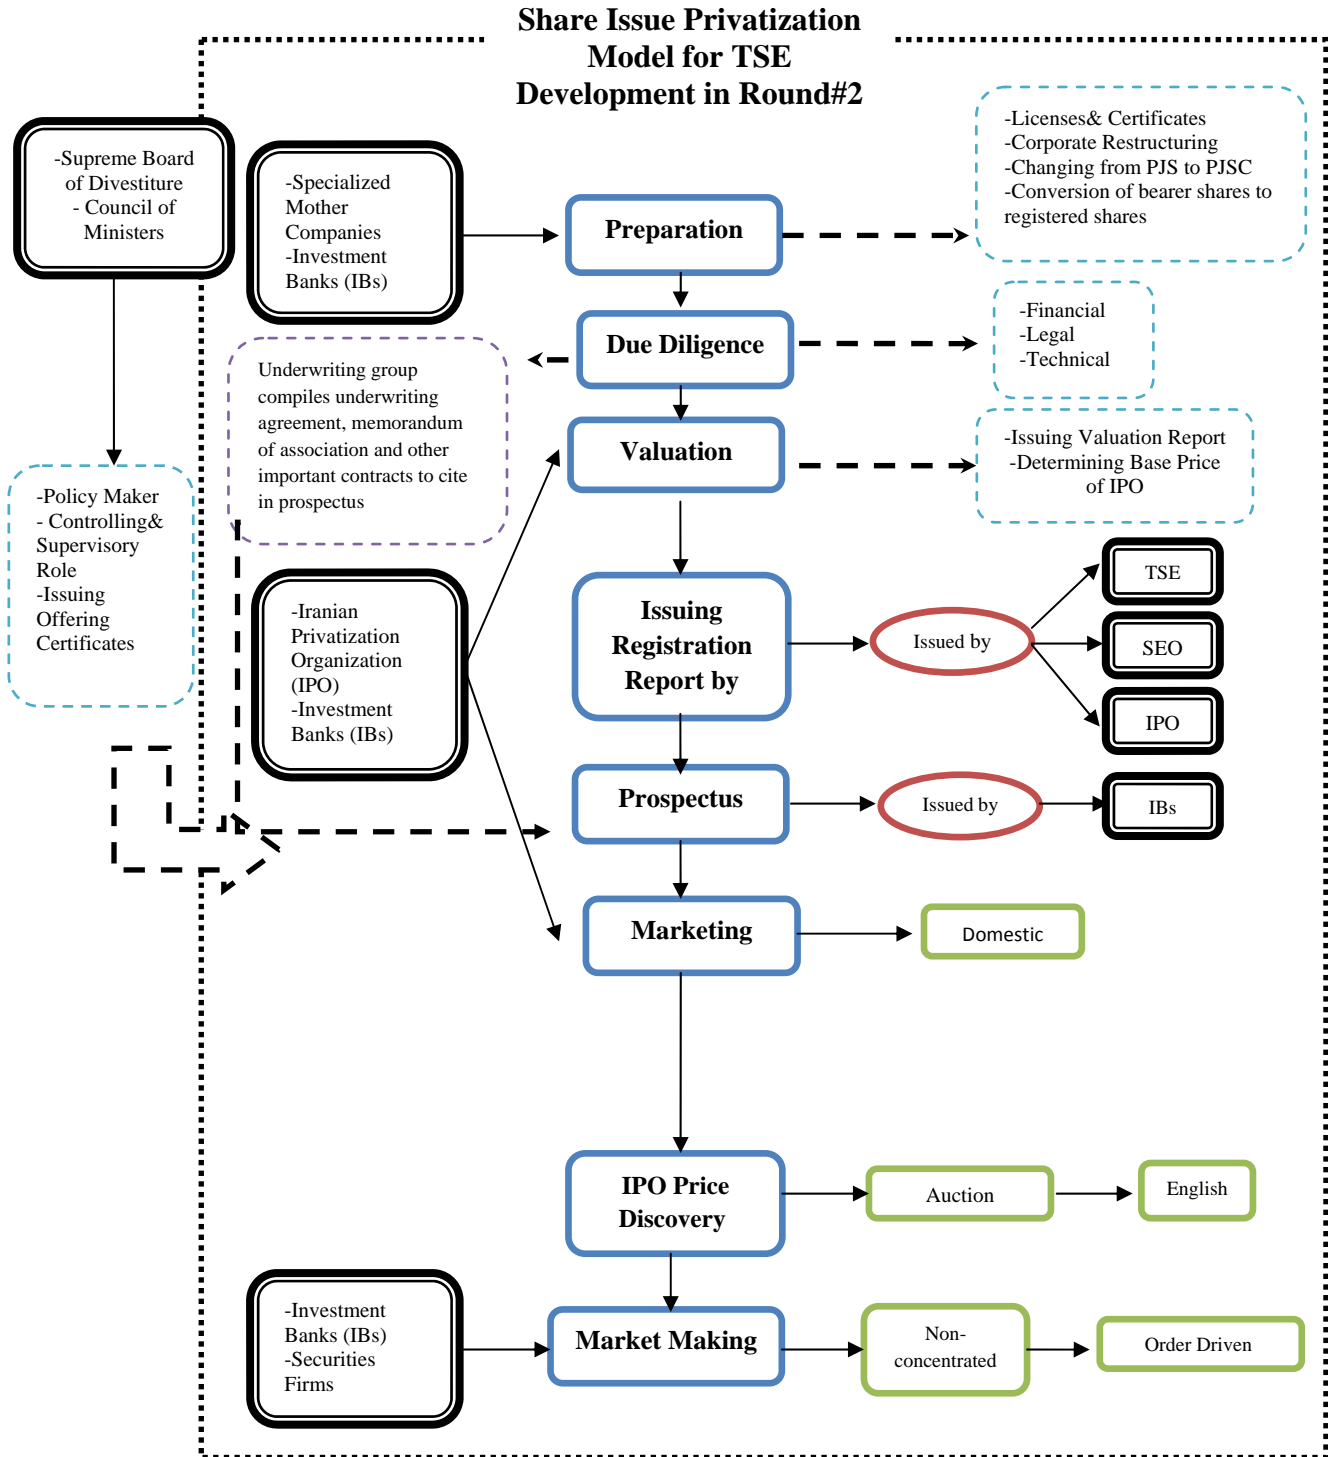 Share Issue Privatization
Model for TSE
Development in Round#2
-Supreme Board
of Divestiture
- Council of
Ministers
-Specialized
Mother
Companies
-Investment
Banks (IBs)
Preparation
-Licenses& Certificates
-Corporate Restructuring
-Changing from PJS to PJSC
-Conversion of bearer shares to
registered shares
Due Diligence
-Financial
-Legal
-Technical
Underwriting group
compiles underwriting
agreement, memorandum
of association and other
important contracts to cite
in prospectus
Valuation
-Issuing Valuation Report
-Determining Base Price
of IPO
-Policy Maker
- Controlling&
Supervisory
Role
-Issuing
Offering
Certificates
-Iranian
Privatization
Organization
(IPO)
-Investment
Banks (IBs)
Issuing
Registration
Report by
Issued by
TSE
SEO
IPO
Prospectus
Issued by
IBs
Marketing
Domestic
IPO Price
Discovery
Auction
English
-Investment
Banks (IBs)
-Securities
Firms
Market Making
Non-
concentrated
Order Driven